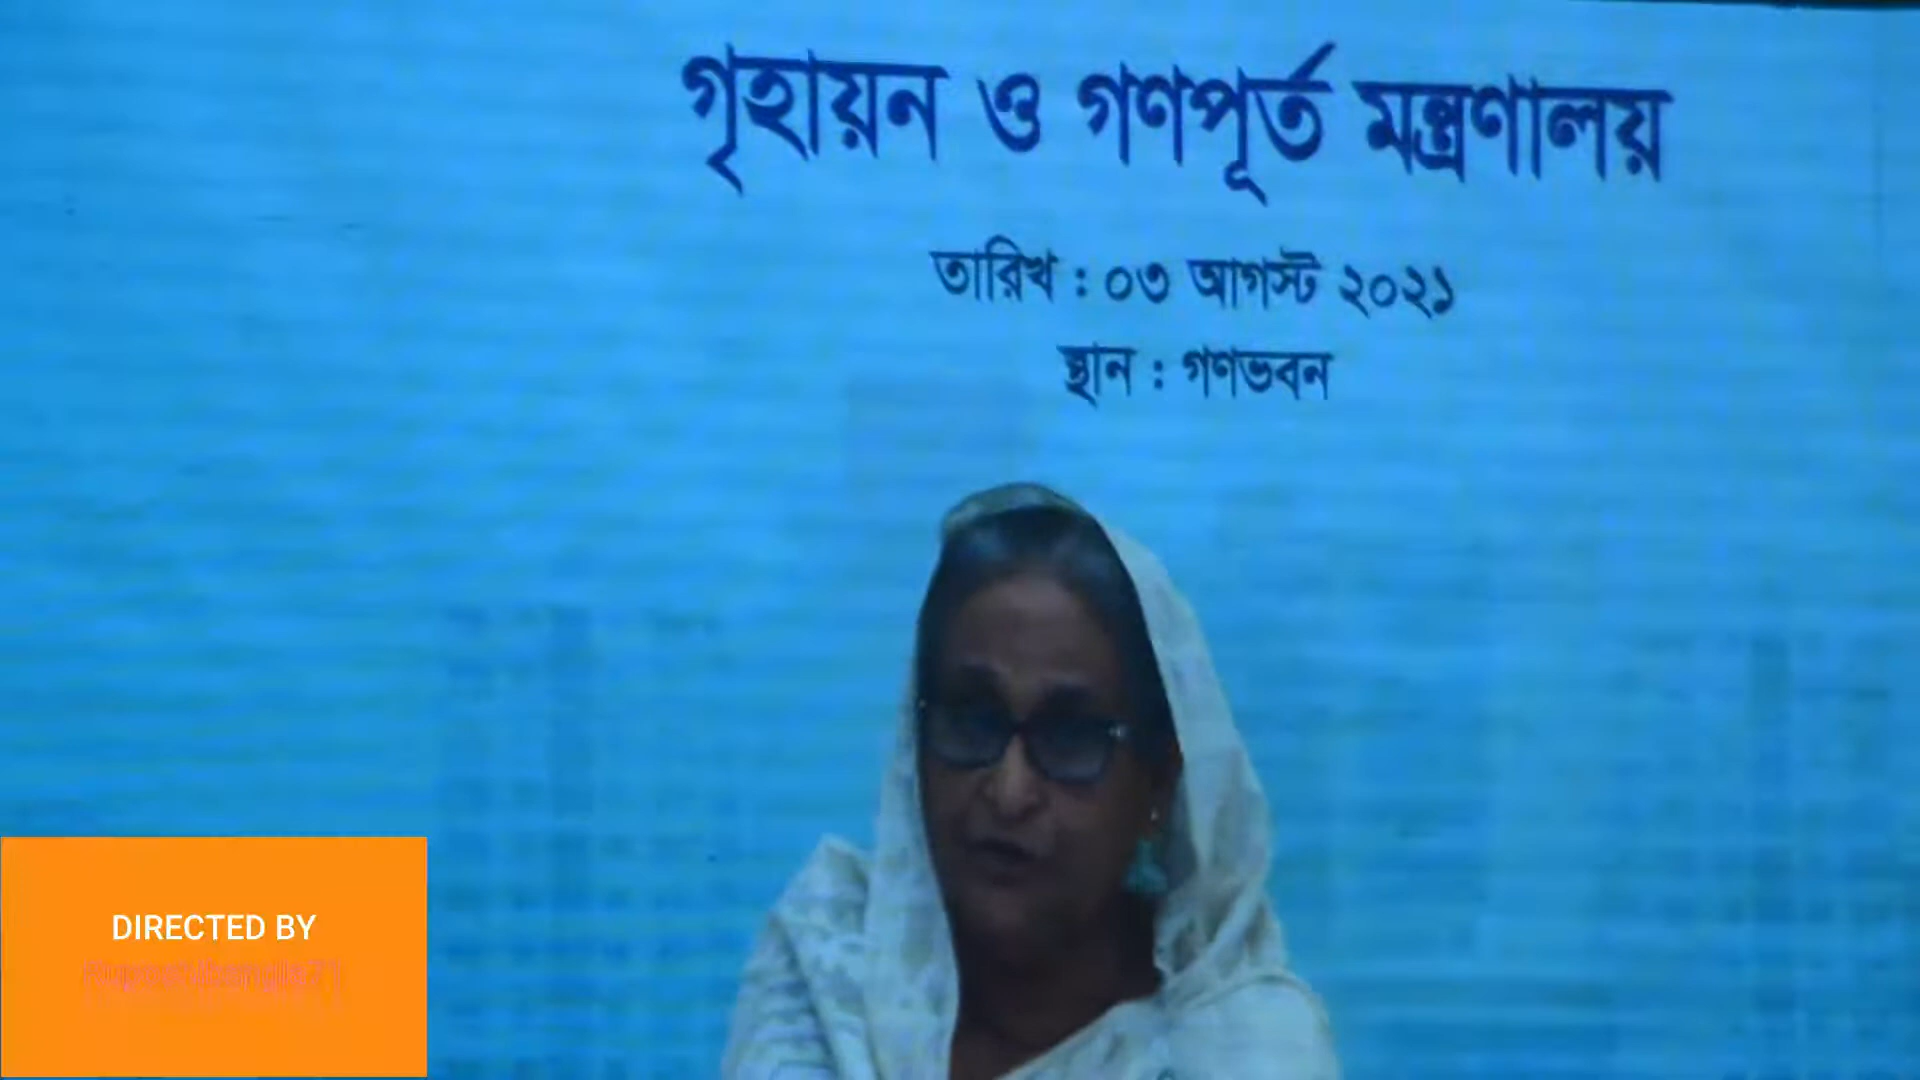 গৃহায়ন ও গণপূর্ত মন্ত্রণালয়
তারিখ : ০৩ আগস্ট ২০২১
স্থান : গণভবন
DIRECTED BY